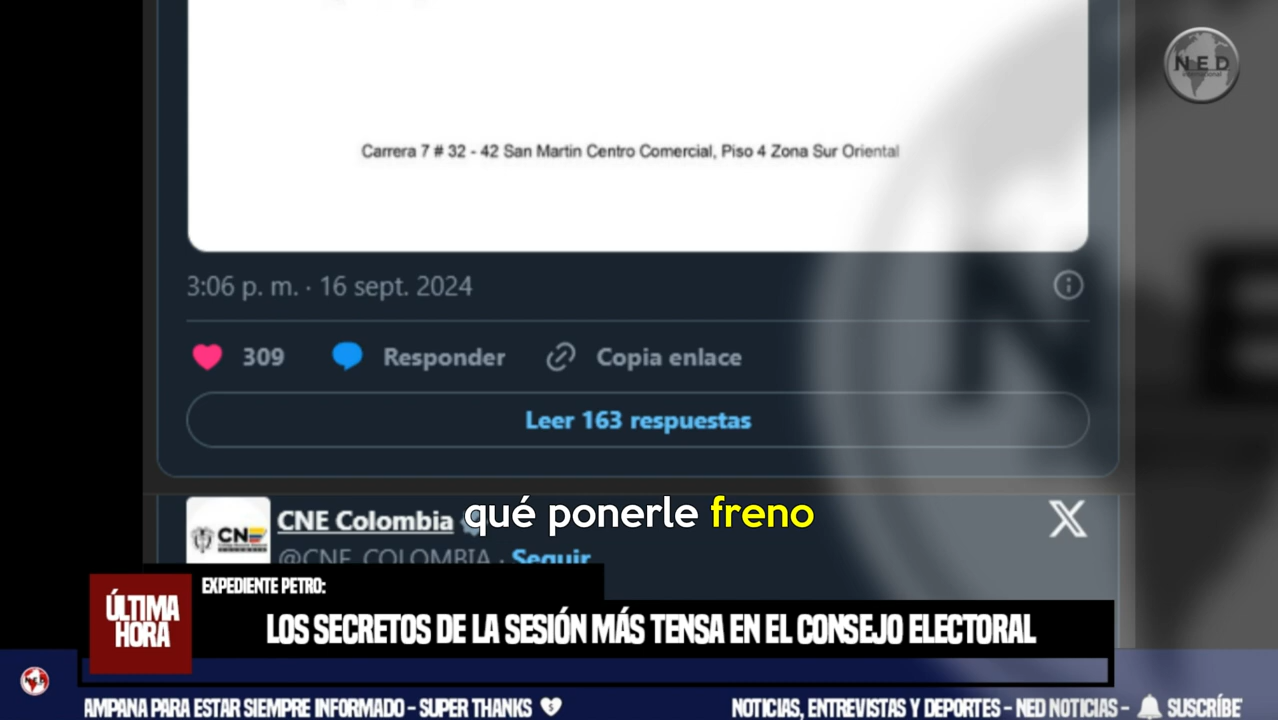 NED
Carrera 7 # 32 - 42 San Martin Centro Comercial, Piso 4 Zona Sur Oriental
3:06 p. m. · 16 sept. 2024
309 Responder Copia enlace
Leer 163 respuestas
CNE
CNE Colombia
@CNE_COLOMBIA · Seguir
qué ponerle freno
EXPEDIENTE PETRO:
ÚLTIMA HORA
LOS SECRETOS DE LA SESIÓN MÁS TENSA EN EL CONSEJO ELECTORAL
AMPANA PARA ESTAR SIEMPRE INFORMADO - SUPER THANKS
NOTICIAS, ENTREVISTAS Y DEPORTES - NED NOTICIAS - SUSCRÍBE